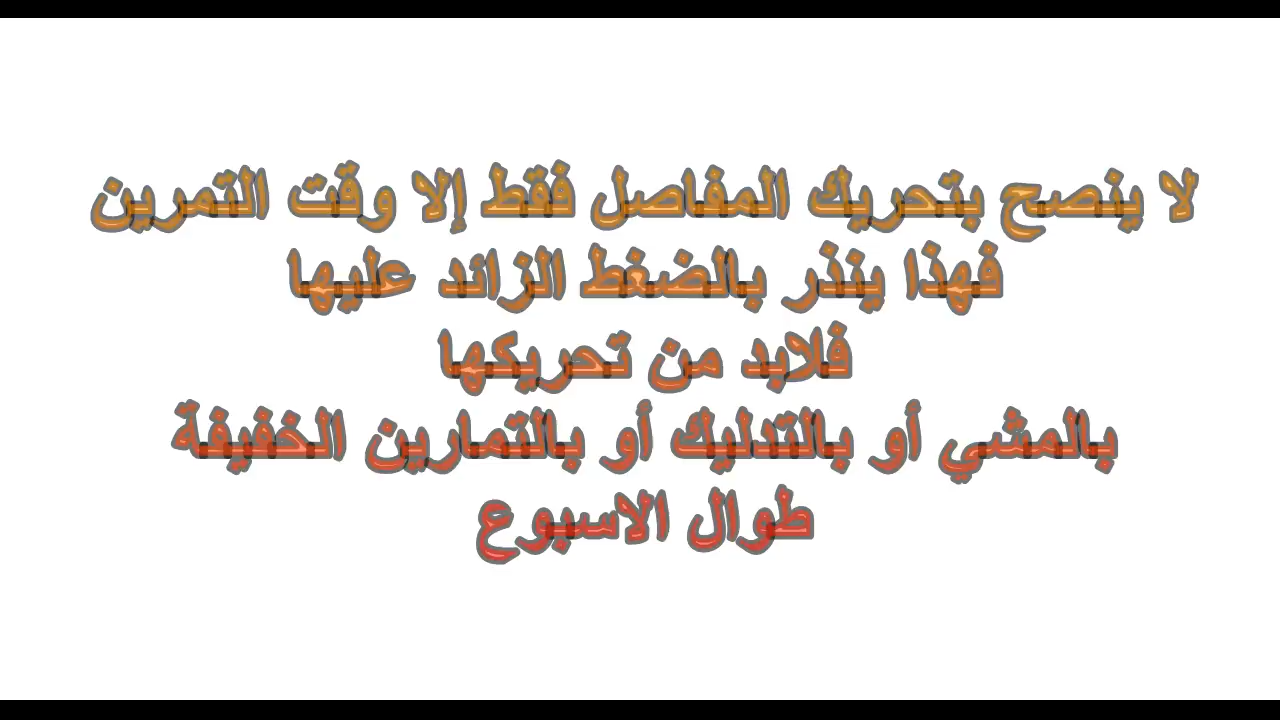 لا ينصح بتحريك المفاصل فقط إلا وقت التمرين
فهذا ينذر بالضغط الزائد عليها
فلابد من تحريكها
بالمشي أو بالتدليك أو بالتمارين الخفيفة
طوال الاسبوع